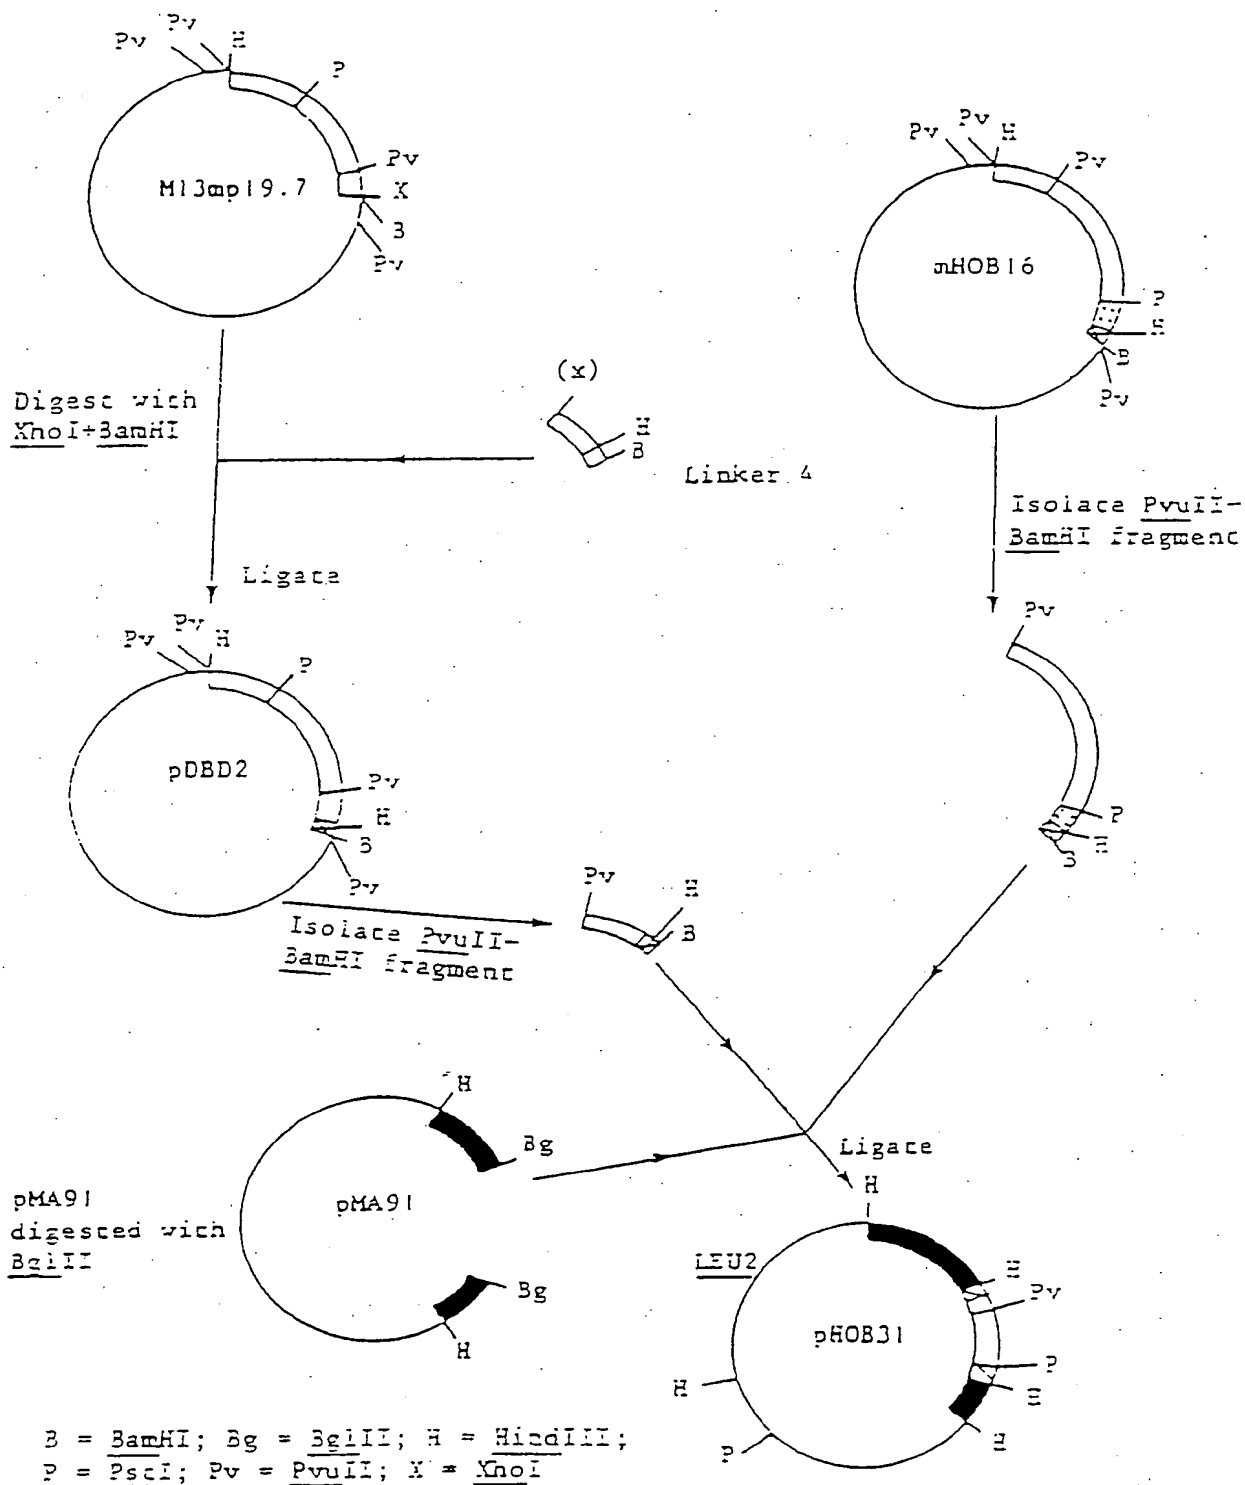 Pv
Pv
H
P
Pv
X
B
Pv
M13mp19.7
Pv
Pv
H
Pv
P
H
B
Pv
mHOB16
Digest with
XhoI+BamHI
(x)
H
B
Linker 4
Isolate PvuII-
BamHI fragment
Ligate
Pv
Pv
H
P
Pv
H
B
Pv
pDBD2
Pv
P
H
B
Isolate PvuII-
BamHI fragment
Pv
H
B
H
Bg
pMA91
Bg
H
pMA91
digested with
BglII
Ligate
H
LEU2
H
Pv
P
H
H
P
H
pHOB31
B = BamHI; Bg = BglII; H = HindIII;
P = PstI; Pv = PvuII; X = XhoI